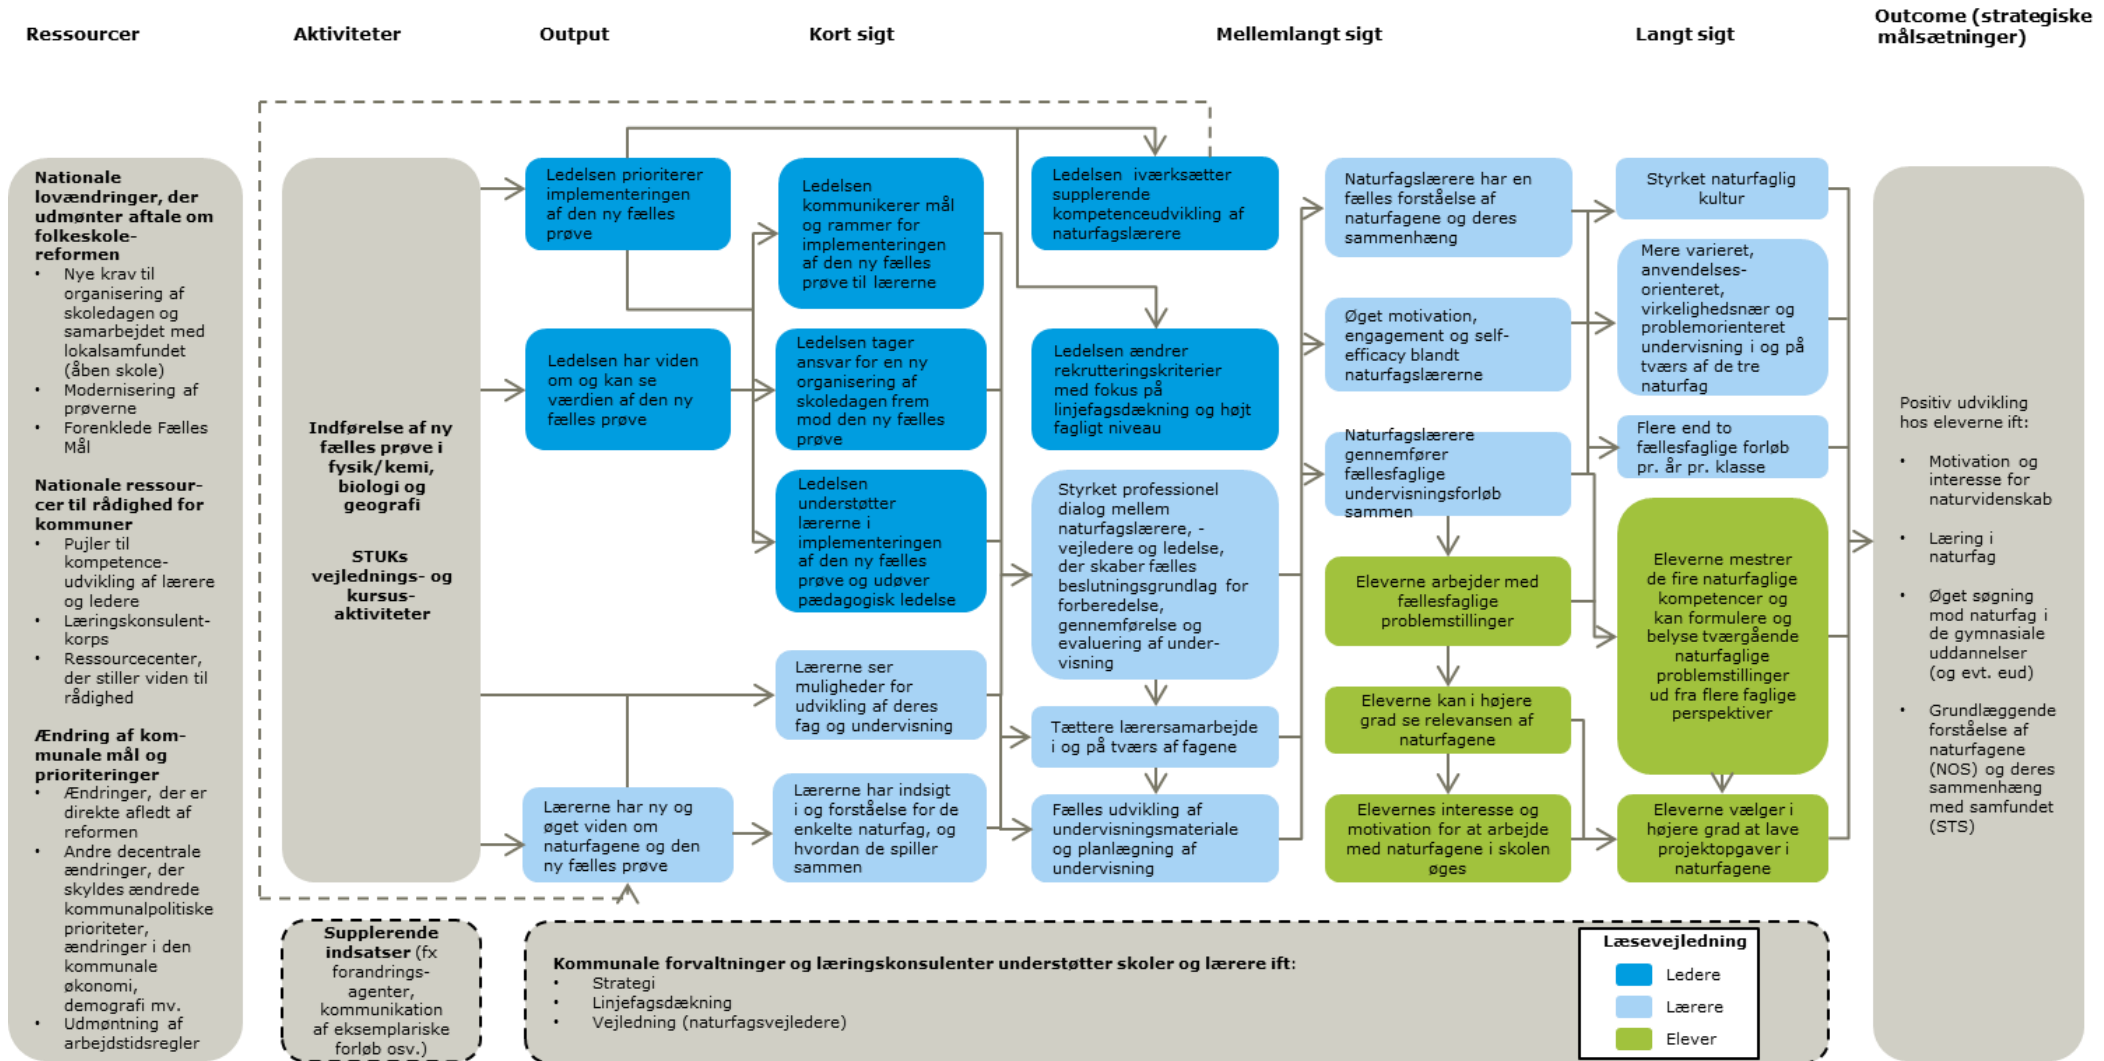 Ressourcer
Aktiviteter
Output
Kort sigt
Mellemlangt sigt
Langt sigt
Outcome (strategiske
målsætninger)
Nationale
lovændringer, der
udmønter aftale om
folkeskole-
reformen
• Nye krav til
organisering af
skoledagen og
samarbejdet med
lokalsamfundet
(åben skole)
• Modernisering af
prøverne
• Forenklede Fælles
Mål
Nationale ressour-
cer til rådighed for
kommuner
• Pujler til
kompetence-
udvikling af lærere
og ledere
• Læringskonsulent-
korps
• Ressourcecenter,
der stiller viden til
rådighed
Ændring af kom-
munale mål og
prioriteringer
• Ændringer, der er
direkte afledt af
reformen
• Andre decentrale
ændringer, der
skyldes ændrede
kommunalpolitiske
prioriteter,
ændringer i den
kommunale
økonomi,
demografi mv.
• Udmøntning af
arbejdstidsregler
Indførelse af ny
fælles prøve i
fysik/kemi,
biologi og
geografi
STUKs
vejlednings- og
kursus-
aktiviteter
Supplerende
indsatser (fx
forandrings-
agenter,
kommunikation
af eksemplariske
forløb osv.)
Ledelsen prioriterer
implementeringen
af den ny fælles
prøve
Ledelsen har viden
om og kan se
værdien af den ny
fælles prøve
Lærerne har ny og
øget viden om
naturfagene og den
ny fælles prøve
Ledelsen
kommunikerer mål
og rammer for
implementeringen
af den ny fælles
prøve til lærerne
Ledelsen tager
ansvar for en ny
organisering af
skoledagen frem
mod den ny fælles
prøve
Ledelsen
understøtter
lærerne i
implementeringen
af den ny fælles
prøve og udøver
pædagogisk ledelse
Lærerne ser
muligheder for
udvikling af deres
fag og undervisning
Lærerne har indsigt
i og forståelse for de
enkelte naturfag, og
hvordan de spiller
sammen
Ledelsen iværksætter
supplerende
kompetenceudvikling af
naturfagslærere
Ledelsen ændrer
rekrutteringskriterier
med fokus på
linjefagsdækning og højt
fagligt niveau
Styrket professionel
dialog mellem
naturfagslærere, -
vejledere og ledelse,
der skaber fælles
beslutningsgrundlag for
forberedelse,
gennemførelse og
evaluering af under-
visning
Tættere lærersamarbejde
i og på tværs af fagene
Fælles udvikling af
undervisningsmateriale
og planlægning af
undervisning
Naturfagslærere har en
fælles forståelse af
naturfagene og deres
sammenhæng
Øget motivation,
engagement og self-
efficacy blandt
naturfagslærerne
Naturfagslærere
gennemfører
fællesfaglige
undervisningsforløb
sammen
Eleverne arbejder med
fællesfaglige
problemstillinger
Eleverne kan i højere
grad se relevansen af
naturfagene
Elevernes interesse og
motivation for at arbejde
med naturfagene i skolen
øges
Styrket naturfaglig
kultur
Mere varieret,
anvendelses-
orienteret,
virkelighedsnær og
problemorienteret
undervisning i og på
tværs af de tre
naturfag
Flere end to
fællesfaglige forløb
pr. år pr. klasse
Eleverne mestrer
de fire naturfaglige
kompetencer og
kan formulere og
belyse tværgående
naturfaglige
problemstillinger
ud fra flere faglige
perspektiver
Eleverne vælger i
højere grad at lave
projektopgaver i
naturfagene
Positiv udvikling
hos eleverne ift:
• Motivation og
interesse for
naturvidenskab
• Læring i
naturfag
• Øget søgning
mod naturfag i
de gymnasiale
uddannelser
(og evt. eud)
• Grundlæggende
forståelse af
naturfagene
(NOS) og deres
sammenhæng
med samfundet
(STS)
Kommunale forvaltninger og læringskonsulenter understøtter skoler og lærere ift:
• Strategi
• Linjefagsdækning
• Vejledning (naturfagsvejledere)
Læsevejledning
Ledere
Lærere
Elever